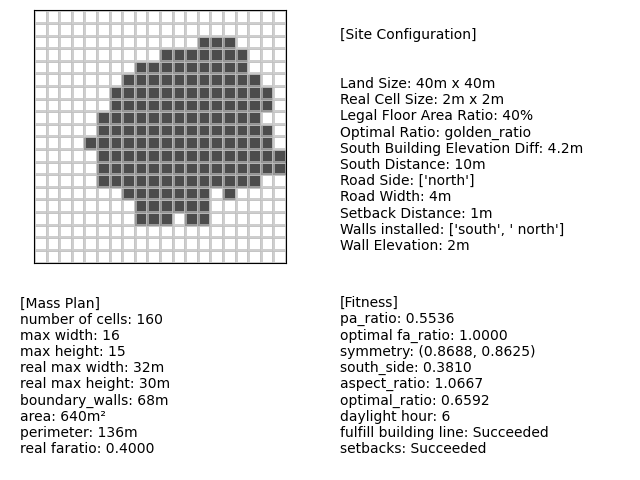 [Site Configuration]
Land Size: 40m x 40m
Real Cell Size: 2m x 2m
Legal Floor Area Ratio: 40%
Optimal Ratio: golden_ratio
South Building Elevation Diff: 4.2m
South Distance: 10m
Road Side: ['north']
Road Width: 4m
Setback Distance: 1m
Walls installed: ['south', ' north']
Wall Elevation: 2m
[Mass Plan]
number of cells: 160
max width: 16
max height: 15
real max width: 32m
real max height: 30m
boundary_walls: 68m
area: 640m²
perimeter: 136m
real faratio: 0.4000
[Fitness]
pa_ratio: 0.5536
optimal fa_ratio: 1.0000
symmetry: (0.8688, 0.8625)
south_side: 0.3810
aspect_ratio: 1.0667
optimal_ratio: 0.6592
daylight hour: 6
fulfill building line: Succeeded
setbacks: Succeeded